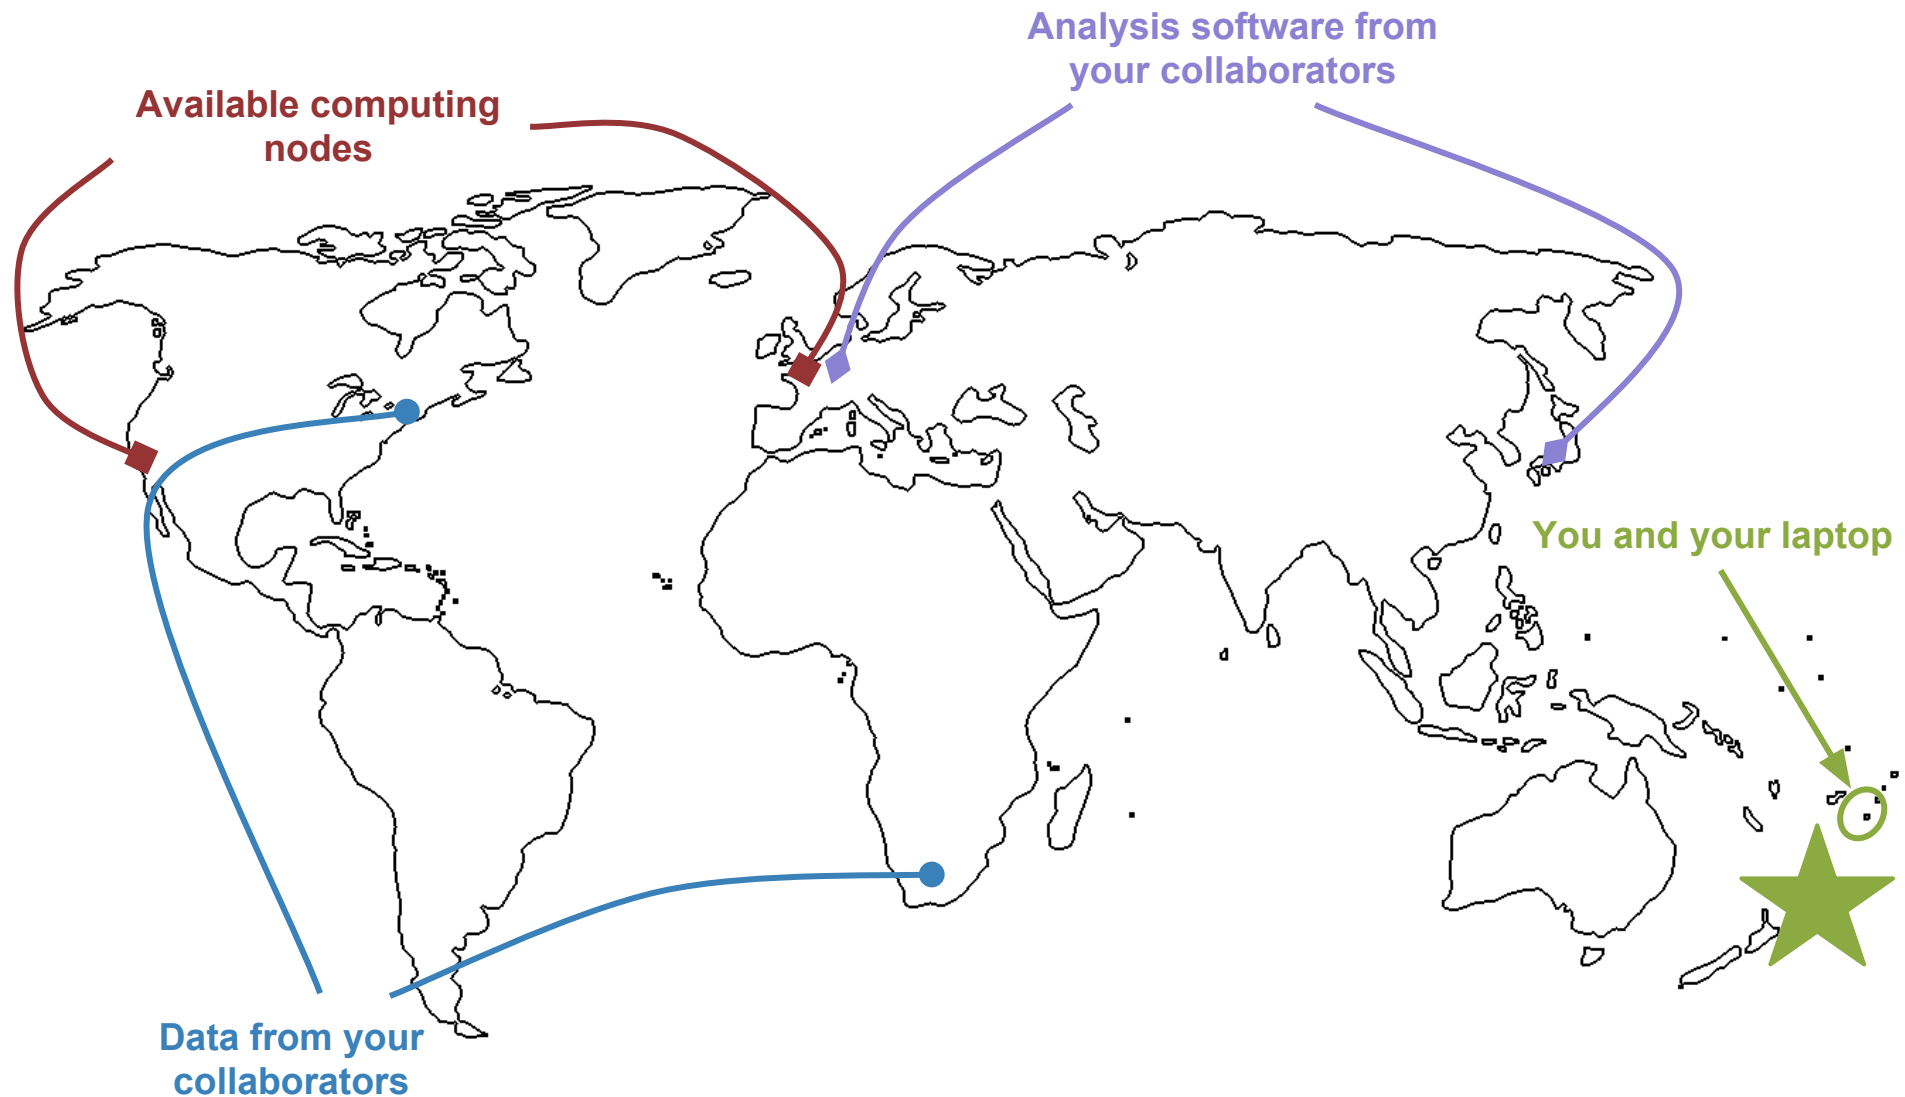 Analysis software from
your collaborators
Available computing
nodes
You and your laptop
Data from your
collaborators